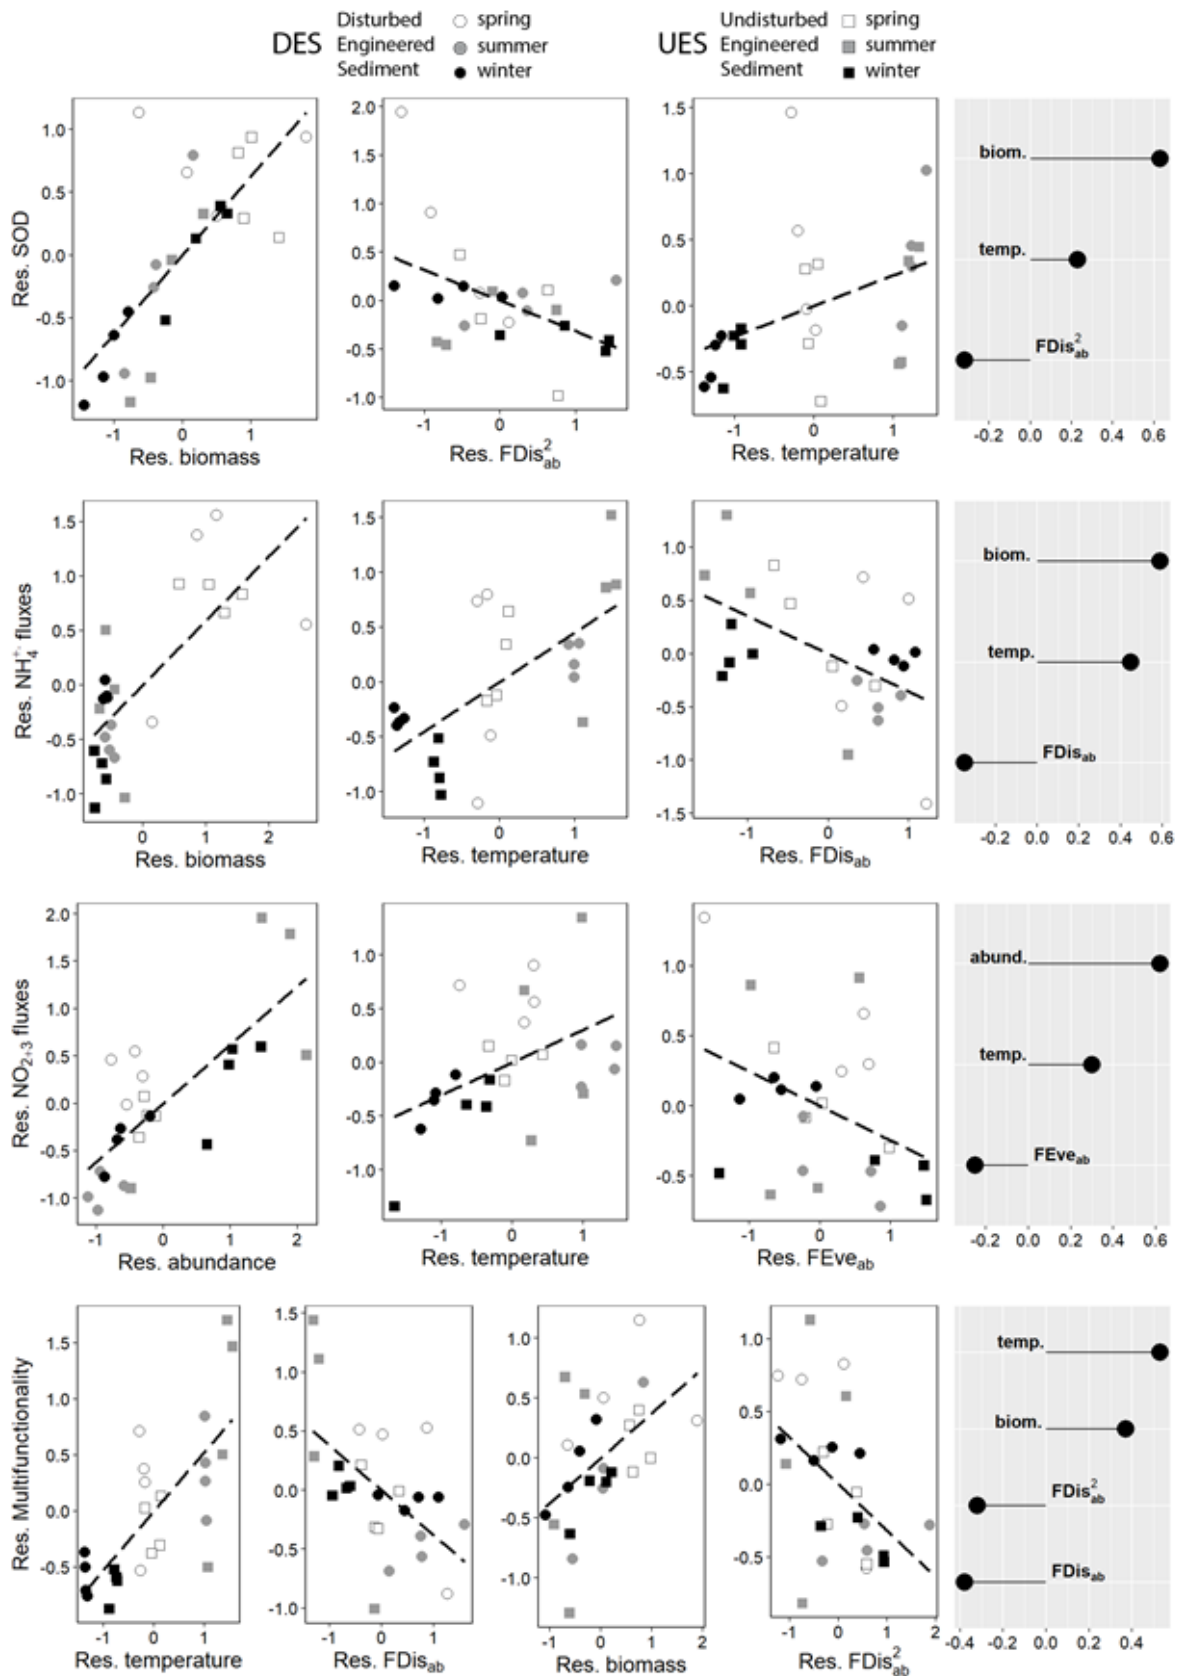 DES Disturbed Engineered Sediment spring summer winter
UES Undisturbed Engineered Sediment spring summer winter
Res. SOD
1.0
0.5
0.0
-0.5
-1.0
-1 0 1
Res. biomass
2.0
1.5
1.0
0.5
0.0
-0.5
-1.0
-1 0 1
Res. FDis²ab
1.5
1.0
0.5
0.0
-0.5
-1 0 1
Res. temperature
biom.
temp.
FDis²ab
-0.2 0.0 0.2 0.4 0.6
Res. NH₄⁺ fluxes
1.5
1.0
0.5
0.0
-0.5
-1.0
0 1 2
Res. biomass
1.5
1.0
0.5
0.0
-0.5
-1.0
-1 0 1
Res. temperature
1.0
0.5
0.0
-0.5
-1.0
-1.5
0 1
-1
Res. FDisab
biom.
temp.
FDisab
-0.2 0.0 0.2 0.4 0.6
Res. NO₂₊₃ fluxes
2.0
1.5
1.0
0.5
0.0
-0.5
-1.0
-1 0 1 2
Res. abundance
1.0
0.5
0.0
-0.5
-1.0
-1 0 1
Res. temperature
1.0
0.5
0.0
-0.5
-1 0 1
Res. FEveab
abund.
temp.
FEveab
-0.2 0.0 0.2 0.4 0.6
Res. Multifunctionality
1.5
1.0
0.5
0.0
-0.5
-1 0 1
Res. temperature
1.5
1.0
0.5
0.0
-0.5
-1.0
-1 0 1
Res. FDisab
1.0
0.5
0.0
-0.5
-1.0
-1 0 1 2
Res. biomass
1.0
0.5
0.0
-0.5
-1 0 1 2
Res. FDis²ab
temp.
biom.
FDis²ab
FDisab
-0.4 -0.2 0.0 0.2 0.4